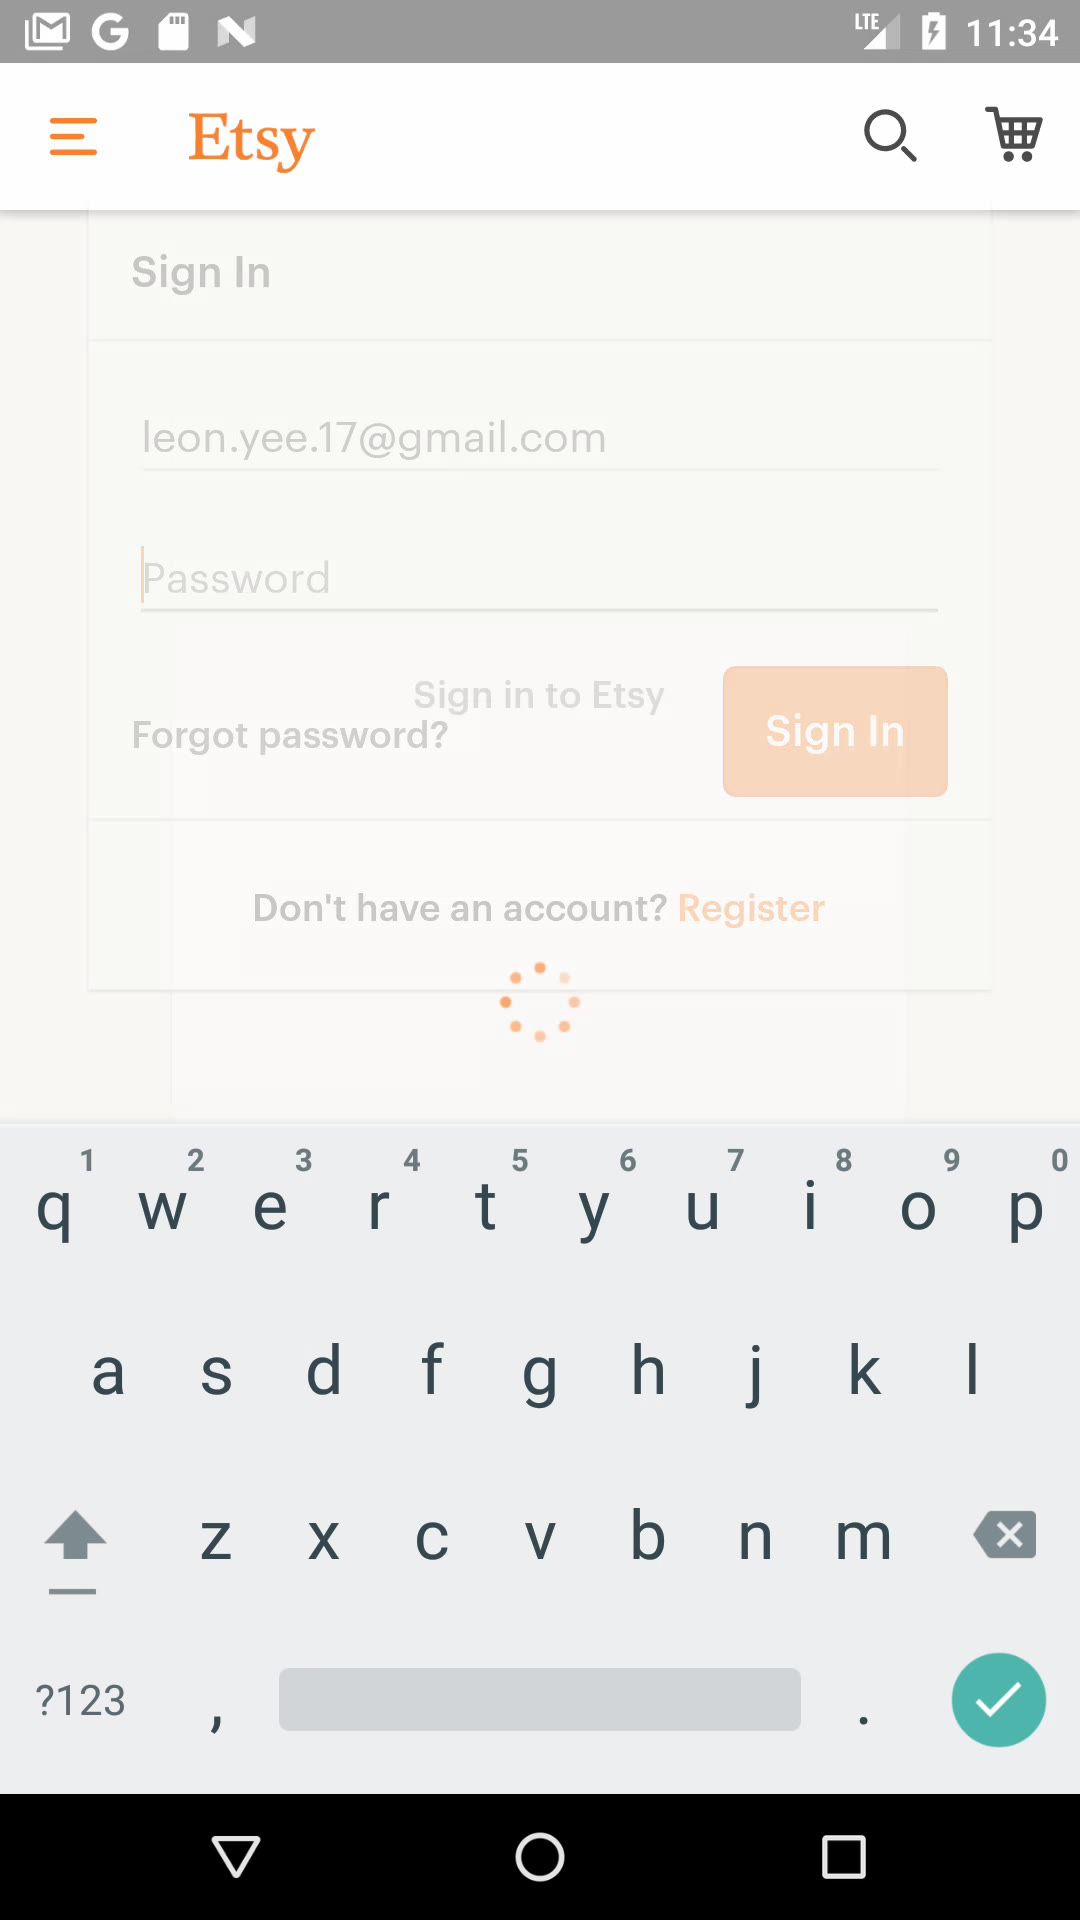 LTE 11:34
Etsy
Sign In
leon.yee.17@gmail.com
Password
Sign in to Etsy
Forgot password?
Sign In
Don't have an account? Register
1 2 3 4 5 6 7 8 9 0
q w e r t y u i o p
a s d f g h j k l
z x c v b n m
?123 , .